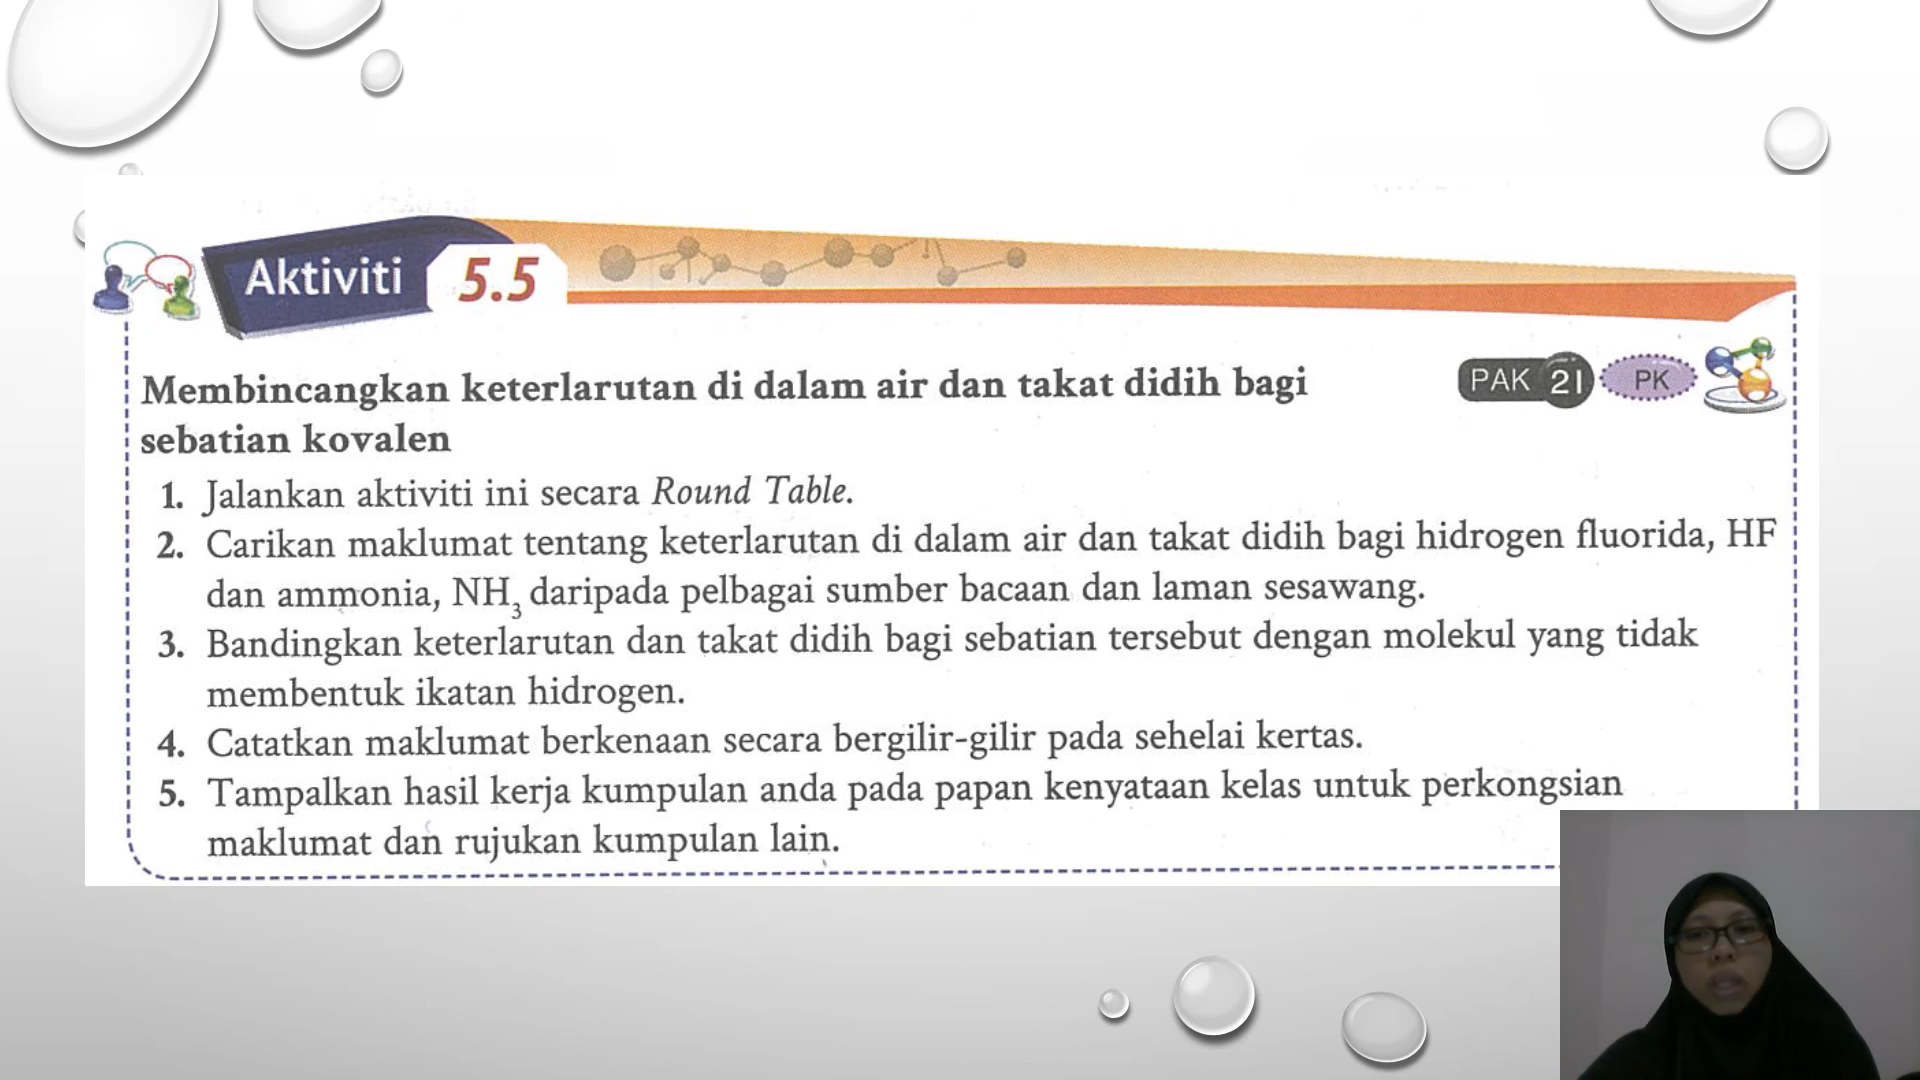 Aktiviti 5.5
Membincangkan keterlarutan di dalam air dan takat didih bagi
sebatian kovalen
PAK 21 PK
1. Jalankan aktiviti ini secara Round Table.
2. Carikan maklumat tentang keterlarutan di dalam air dan takat didih bagi hidrogen fluorida, HF
dan ammonia, NH₃ daripada pelbagai sumber bacaan dan laman sesawang.
3. Bandingkan keterlarutan dan takat didih bagi sebatian tersebut dengan molekul yang tidak
membentuk ikatan hidrogen.
4. Catatkan maklumat berkenaan secara bergilir-gilir pada sehelai kertas.
5. Tampalkan hasil kerja kumpulan anda pada papan kenyataan kelas untuk perkongsian
maklumat dan rujukan kumpulan lain.